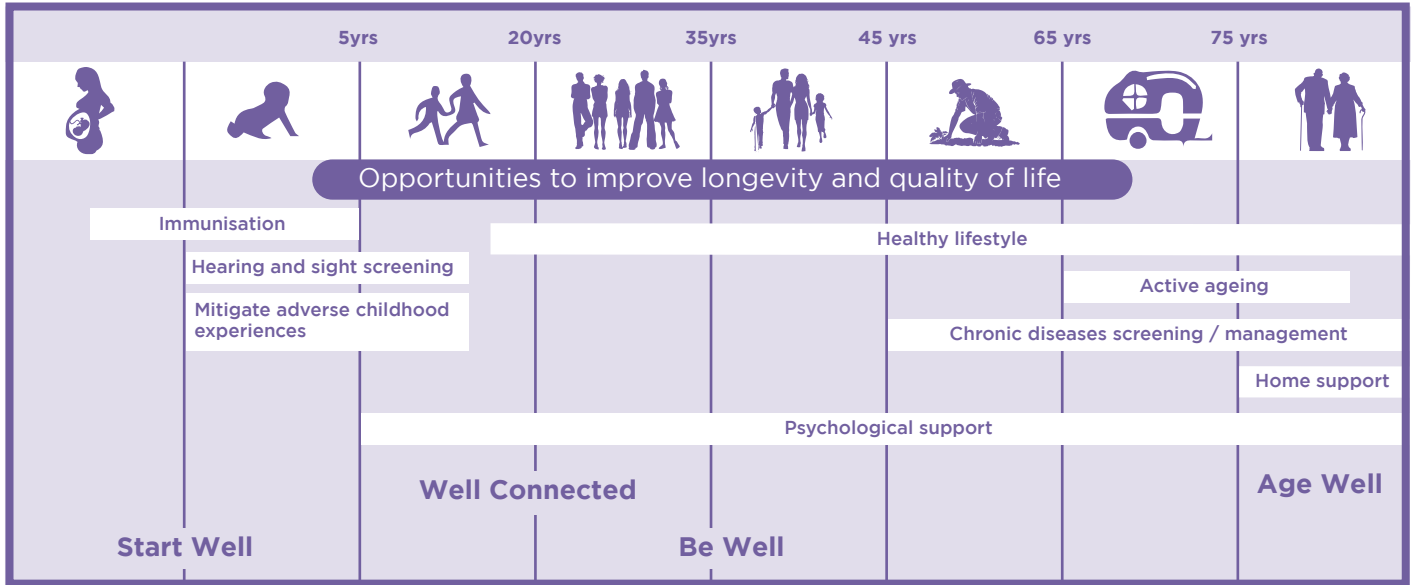 5yrs 20yrs 35yrs 45 yrs 65 yrs 75 yrs
Opportunities to improve longevity and quality of life
Immunisation
Healthy lifestyle
Hearing and sight screening
Active ageing
Mitigate adverse childhood
experiences
Chronic diseases screening / management
Home support
Psychological support
Well Connected
Age Well
Start Well
Be Well